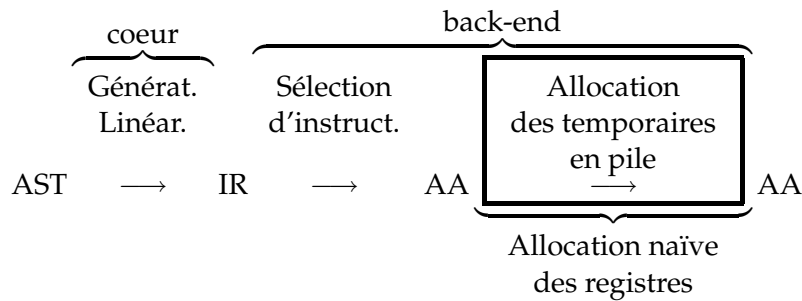 coeur
back-end
Générat.
Linéar.
Sélection
d'instruct.
Allocation
des temporaires
en pile
AST ⟶ IR ⟶ AA ⟶ AA
Allocation naïve
des registres